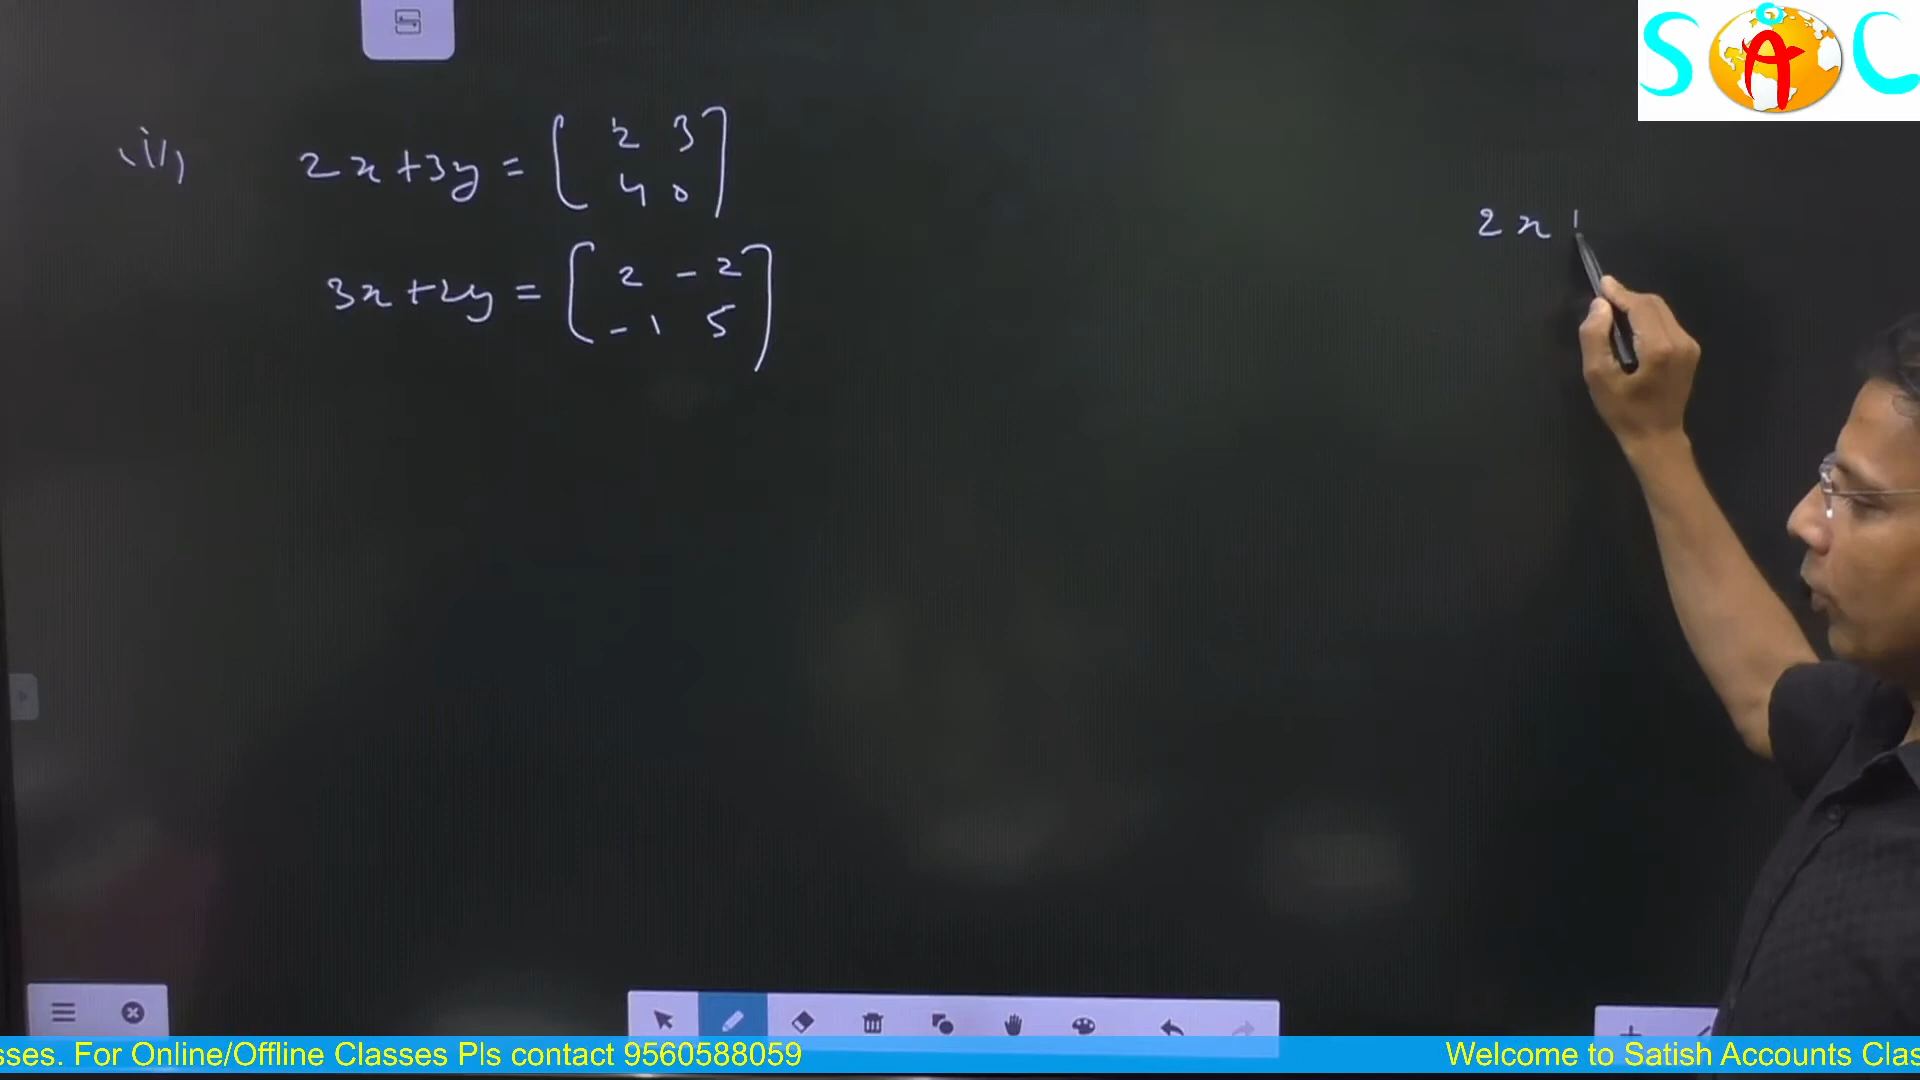 SAC
(ii) 2x+3y = [ 2 3
4 0 ]
3x+2y = [ 2 -2
-1 5 ]
2x
sses. For Online/Offline Classes Pls contact 9560588059
Welcome to Satish Accounts Clas